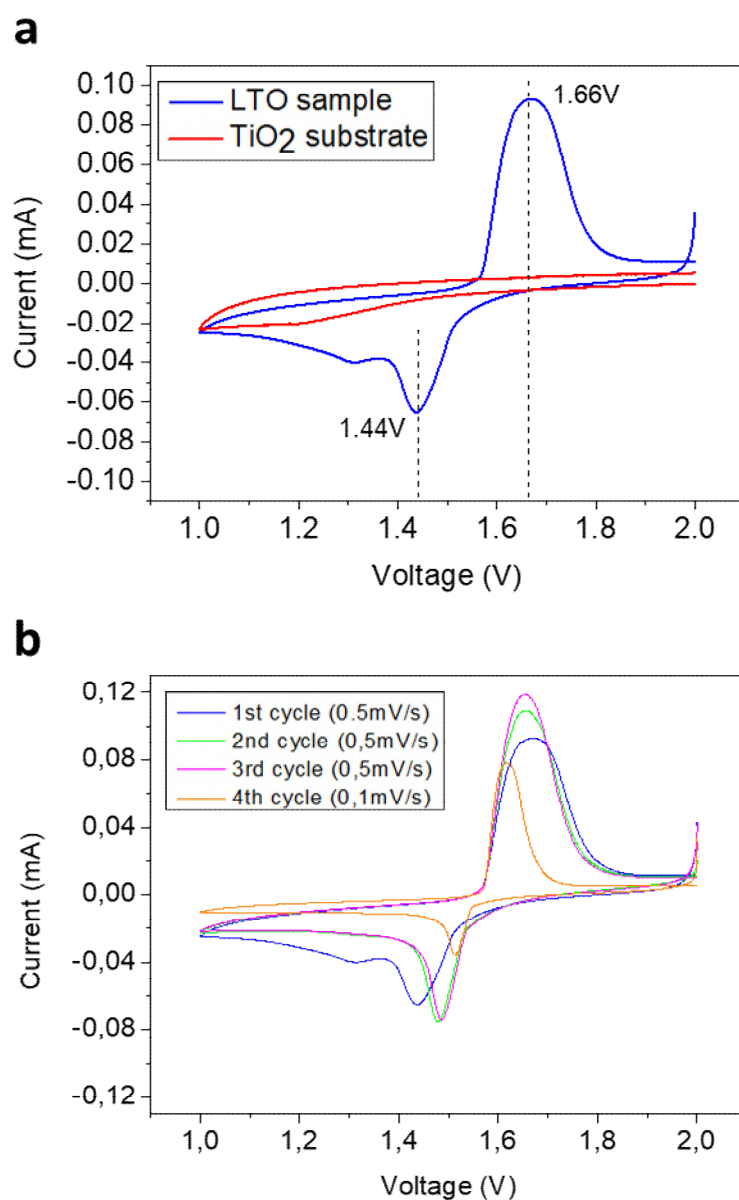 a
0.10
0.08
0.06
0.04
0.02
0.00
-0.02
-0.04
-0.06
-0.08
-0.10
Current (mA)
LTO sample
TiO2 substrate
1.66V
1.44V
1.0
1.2
1.4
1.6
1.8
2.0
Voltage (V)
b
0,12
0,08
0,04
0,00
-0,04
-0,08
-0,12
Current (mA)
1st cycle (0.5mV/s)
2nd cycle (0,5mV/s)
3rd cycle (0,5mV/s)
4th cycle (0,1mV/s)
1,0
1,2
1,4
1,6
1,8
2,0
Voltage (V)